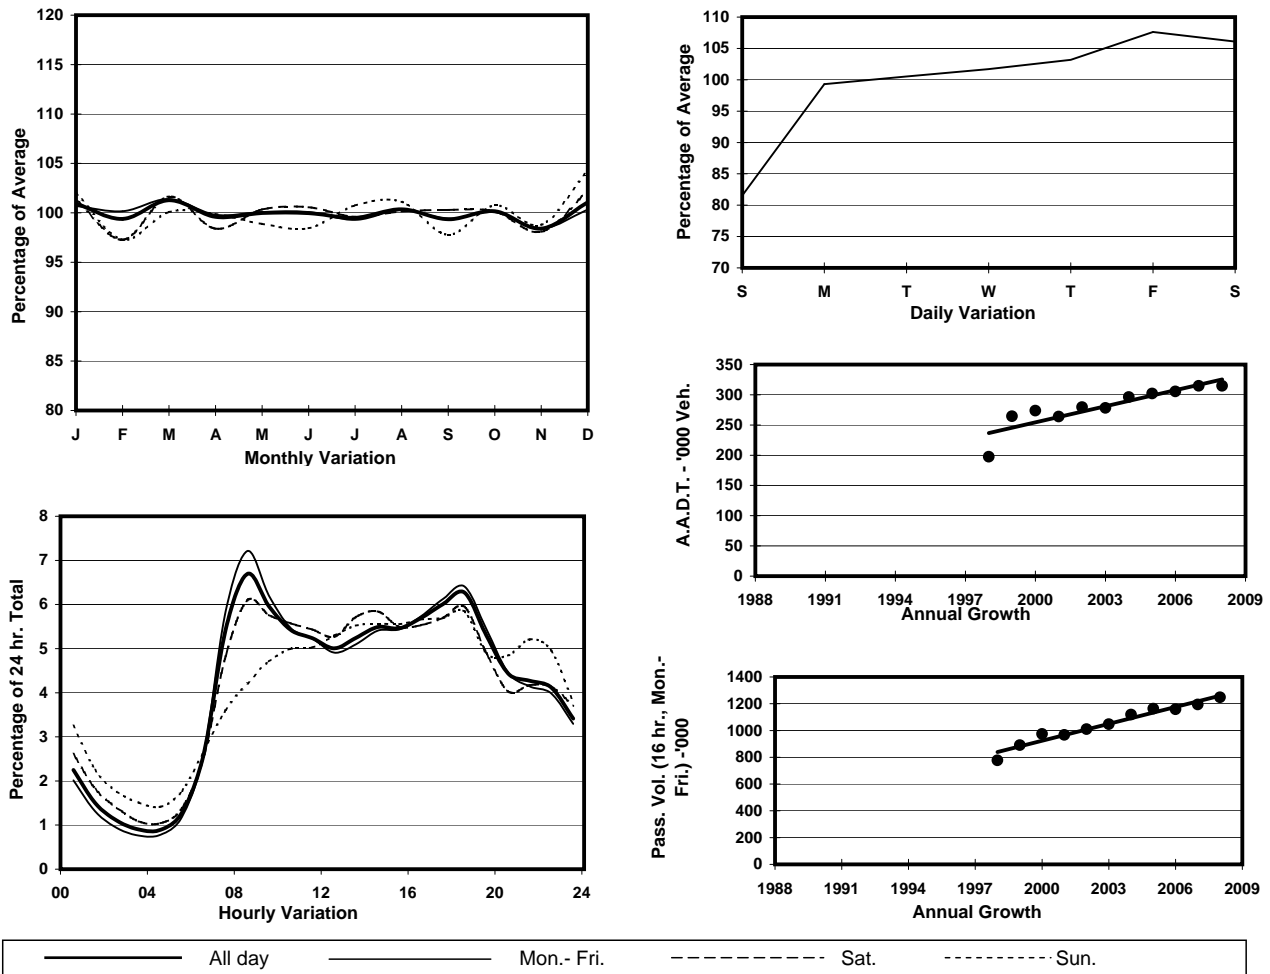 120
115
110
105
100
95
90
85
80
Percentage of Average
J F M A M J J A S O N D
Monthly Variation
110
105
100
95
90
85
80
75
70
Percentage of Average
S M T W T F S
Daily Variation
350
300
250
200
150
100
50
0
A.A.D.T. - '000 Veh.
1988 1991 1994 1997 2000 2003 2006 2009
Annual Growth
8
7
6
5
4
3
2
1
0
Percentage of 24 hr. Total
00 04 08 12 16 20 24
Hourly Variation
1400
1200
1000
800
600
400
200
0
Pass. Vol. (16 hr., Mon.-
Fri.) -'000
1988 1991 1994 1997 2000 2003 2006 2009
Annual Growth
All day Mon.- Fri. Sat. Sun.